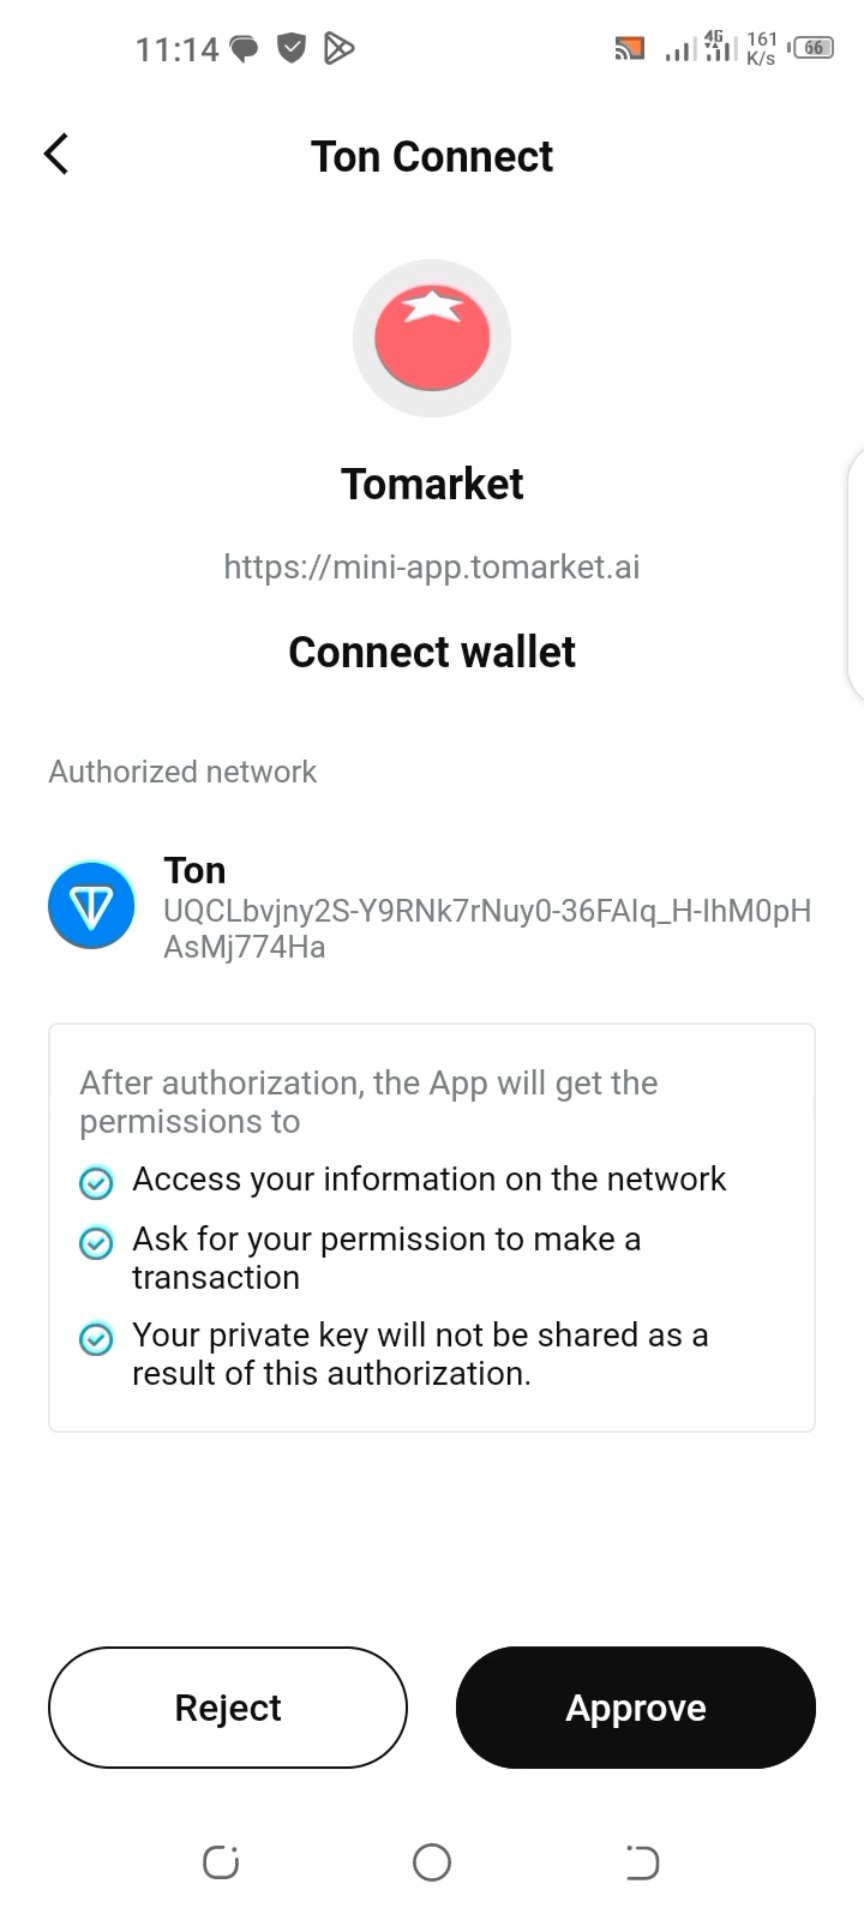 11:14
4G
161
K/s
66
Ton Connect
Tomarket
https://mini-app.tomarket.ai
Connect wallet
Authorized network
Ton
UQCLbvjny2S-Y9RNk7rNuy0-36FAIq_H-IhM0pH
AsMj774Ha
After authorization, the App will get the
permissions to
Access your information on the network
Ask for your permission to make a
transaction
Your private key will not be shared as a
result of this authorization.
Reject
Approve